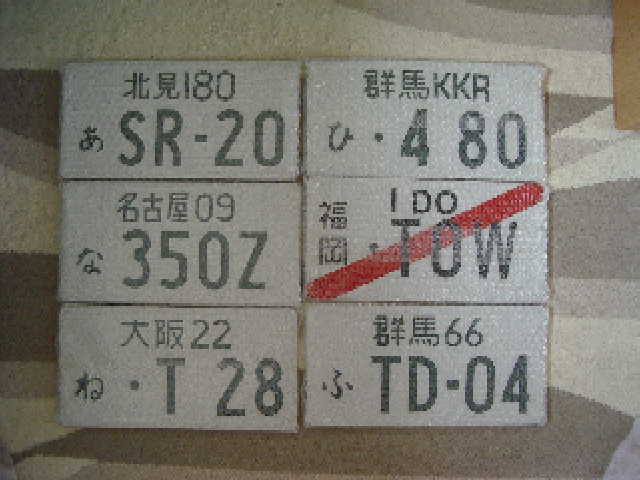 北見180
あ SR-20
群馬KKR
ひ ・4 80
名古屋09
な 350Z
福岡 I DO
・TOW
大阪22
ね ・T 28
群馬66
ふ TD-04